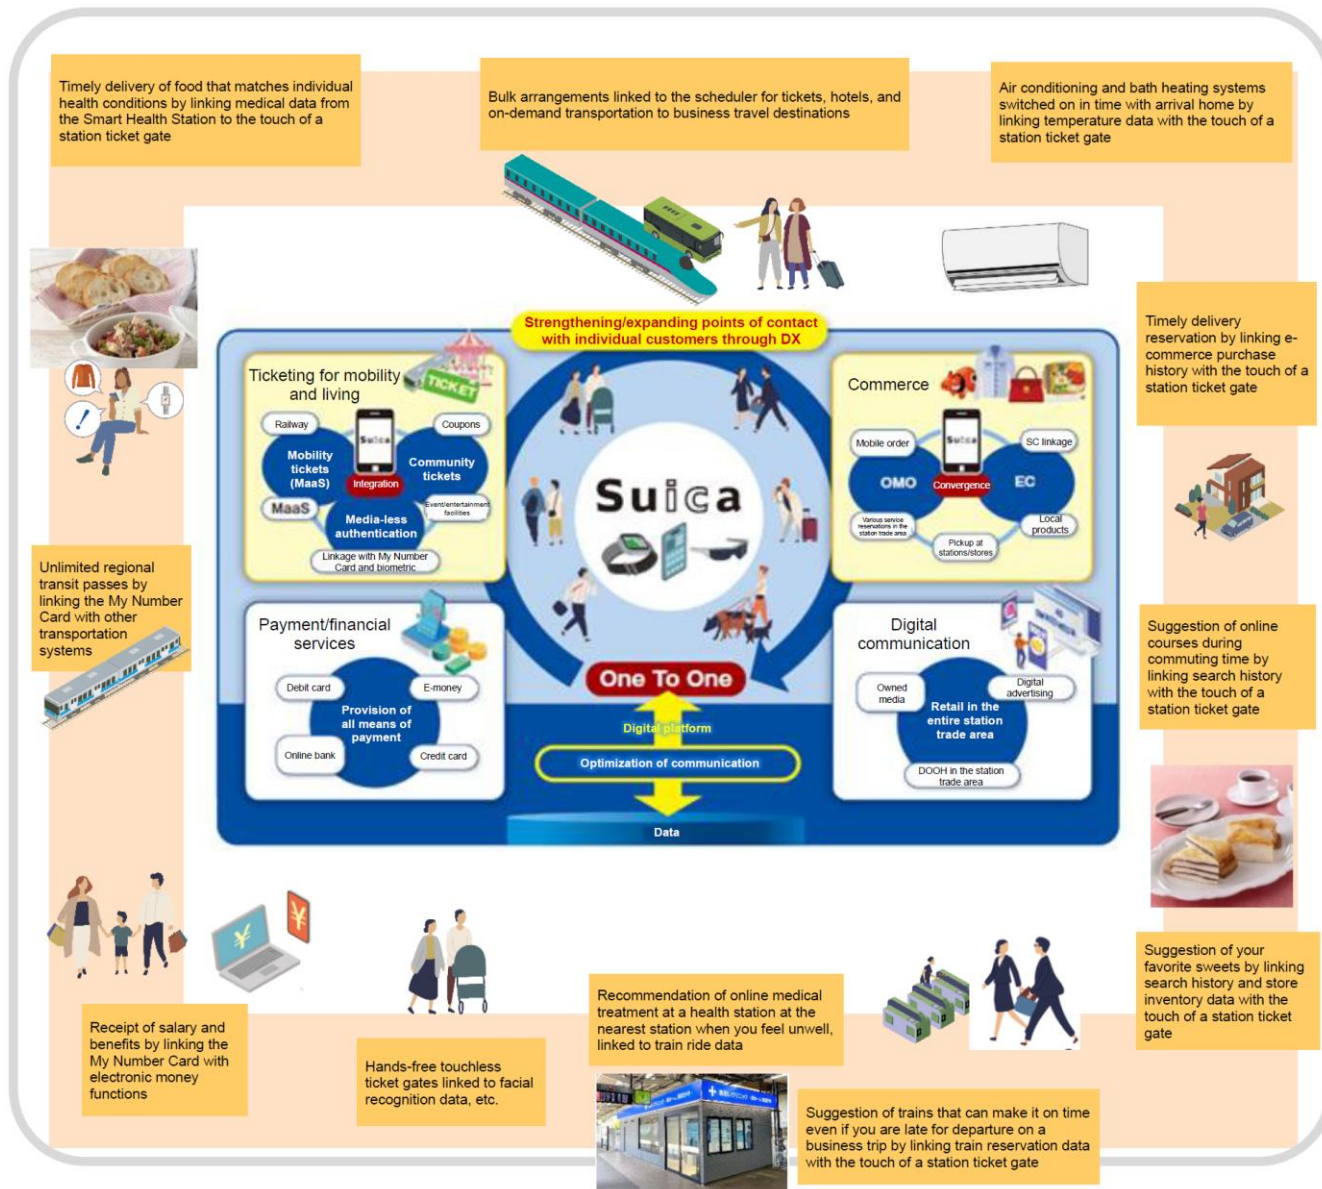 Timely delivery of food that matches individual
health conditions by linking medical data from
the Smart Health Station to the touch of a
station ticket gate
Bulk arrangements linked to the scheduler for tickets, hotels, and
on-demand transportation to business travel destinations
Air conditioning and bath heating systems
switched on in time with arrival home by
linking temperature data with the touch of a
station ticket gate
Strengthening/expanding points of contact
with individual customers through DX
Ticketing for mobility
and living
TICKET
Railway
Suica
Coupons
Mobility
tickets
(MaaS)
Integration
Community
tickets
MaaS
Media-less
authentication
Event/entertainment
facilities
Linkage with My Number
Card and biometric
Suica
Commerce
Mobile order
Suica
SC linkage
OMO
Convergence
EC
Various service
reservations in the
station trade area
Pickup at
stations/stores
Local
products
Payment/financial
services
Debit card
E-money
Provision of
all means of
payment
Online bank
Credit card
One To One
Digital platform
Optimization of communication
Data
Digital
communication
Owned
media
Digital
advertising
Retail in the
entire station
trade area
DOOH in the station
trade area
Timely delivery
reservation by linking e-
commerce purchase
history with the touch of a
station ticket gate
Unlimited regional
transit passes by
linking the My Number
Card with other
transportation
systems
Suggestion of online
courses during
commuting time by
linking search history
with the touch of a
station ticket gate
Suggestion of your
favorite sweets by linking
search history and store
inventory data with the
touch of a station ticket
gate
¥
¥
Receipt of salary and
benefits by linking the
My Number Card with
electronic money
functions
Hands-free touchless
ticket gates linked to facial
recognition data, etc.
Recommendation of online medical
treatment at a health station at the
nearest station when you feel unwell,
linked to train ride data
Suggestion of trains that can make it on time
even if you are late for departure on a
business trip by linking train reservation data
with the touch of a station ticket gate